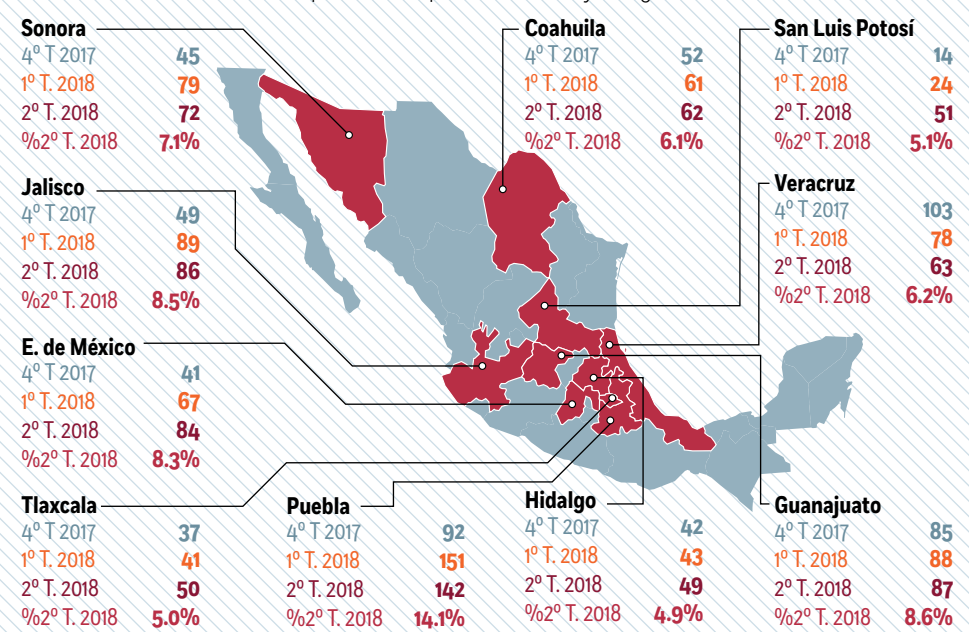 Sonora
4º T 2017 45
1º T. 2018 79
2º T. 2018 72
%2º T. 2018 7.1%
Coahuila
4º T 2017 52
1º T. 2018 61
2º T. 2018 62
%2º T. 2018 6.1%
San Luis Potosí
4º T 2017 14
1º T. 2018 24
2º T. 2018 51
%2º T. 2018 5.1%
Jalisco
4º T 2017 49
1º T. 2018 89
2º T. 2018 86
%2º T. 2018 8.5%
Veracruz
4º T 2017 103
1º T. 2018 78
2º T. 2018 63
%2º T. 2018 6.2%
E. de México
4º T 2017 41
1º T. 2018 67
2º T. 2018 84
%2º T. 2018 8.3%
Tlaxcala
4º T 2017 37
1º T. 2018 41
2º T. 2018 50
%2º T. 2018 5.0%
Puebla
4º T 2017 92
1º T. 2018 151
2º T. 2018 142
%2º T. 2018 14.1%
Hidalgo
4º T 2017 42
1º T. 2018 43
2º T. 2018 49
%2º T. 2018 4.9%
Guanajuato
4º T 2017 85
1º T. 2018 88
2º T. 2018 87
%2º T. 2018 8.6%